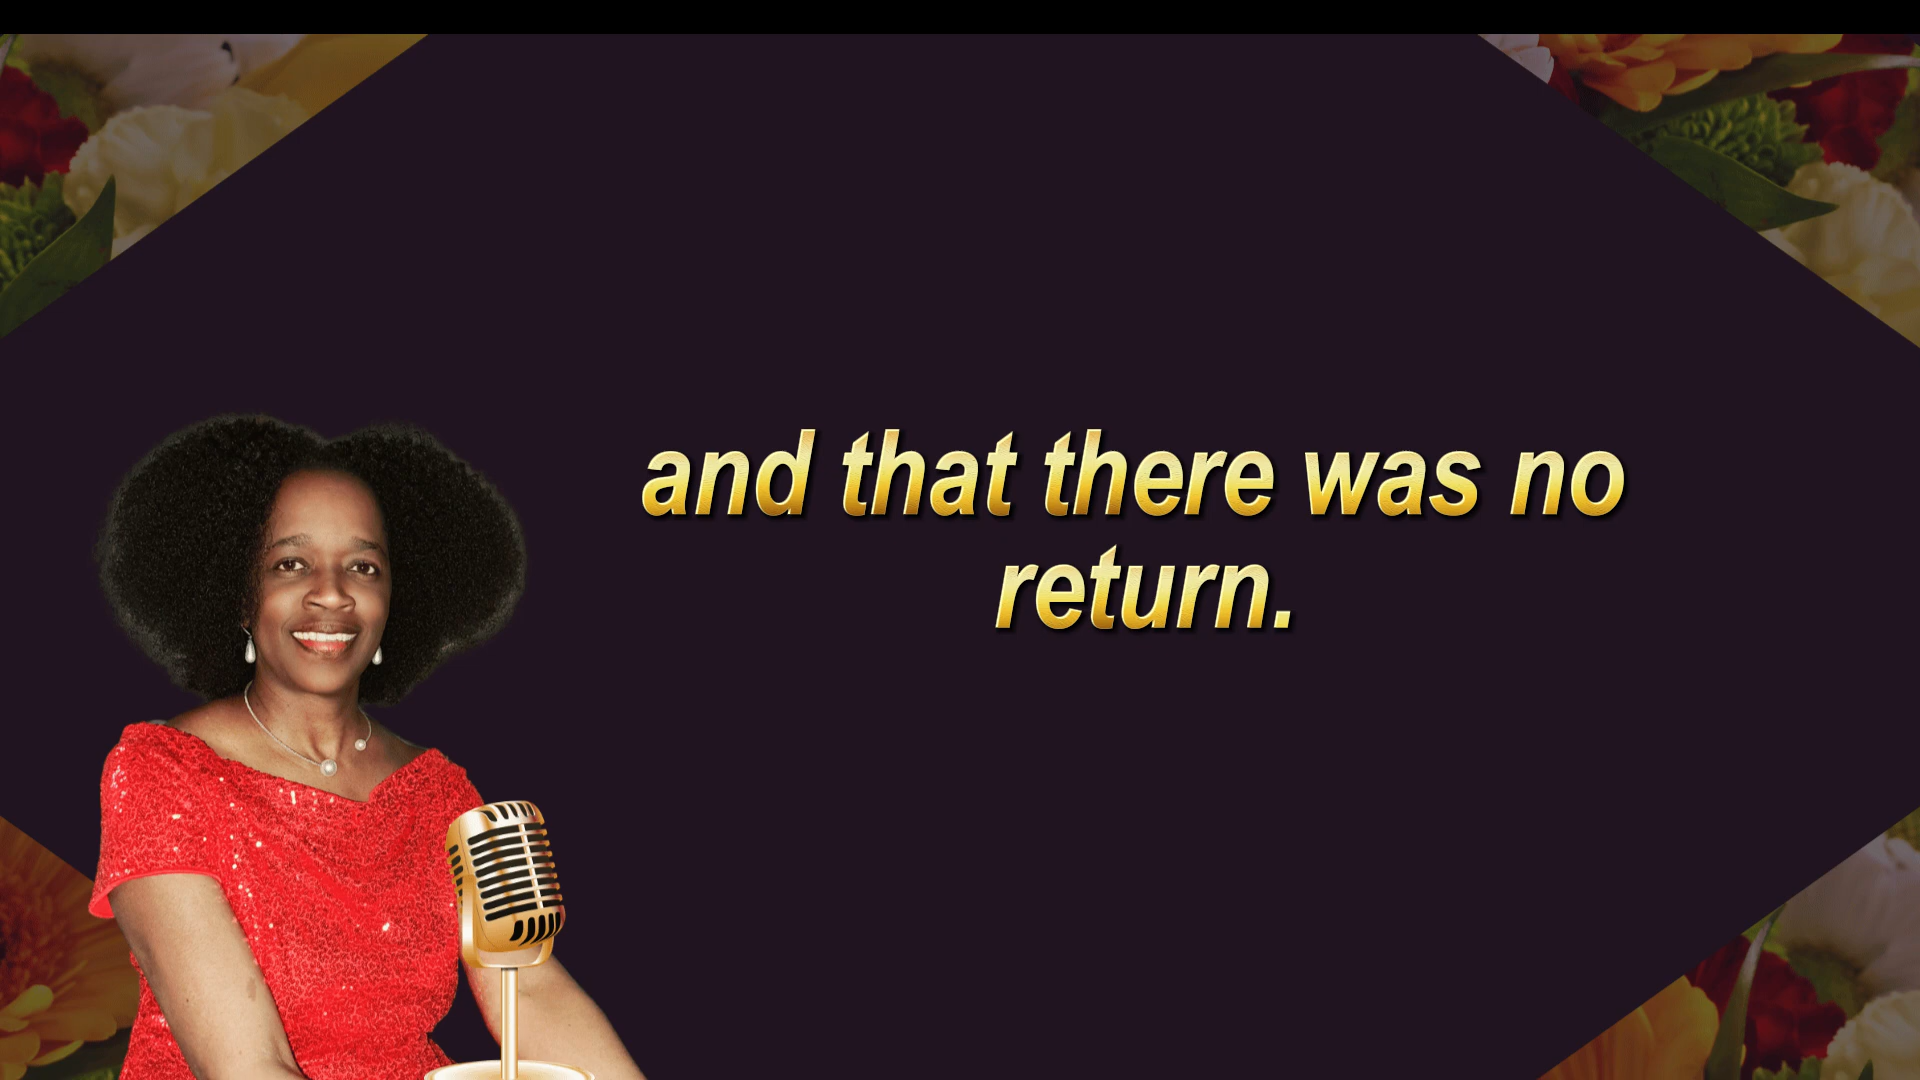 and that there was no
return.